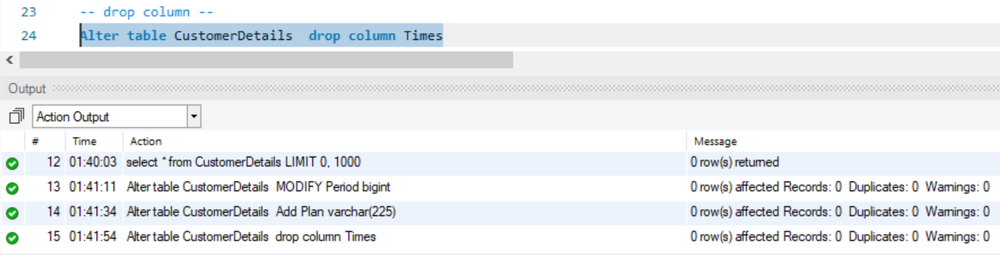 23 -- drop column --
24 Alter table CustomerDetails  drop column Times
Output
Action Output
# Time Action Message
12 01:40:03 select * from CustomerDetails LIMIT 0, 1000 0 row(s) returned
13 01:41:11 Alter table CustomerDetails  MODIFY Period bigint 0 row(s) affected Records: 0  Duplicates: 0  Warnings: 0
14 01:41:34 Alter table CustomerDetails  Add Plan varchar(225) 0 row(s) affected Records: 0  Duplicates: 0  Warnings: 0
15 01:41:54 Alter table CustomerDetails  drop column Times 0 row(s) affected Records: 0  Duplicates: 0  Warnings: 0